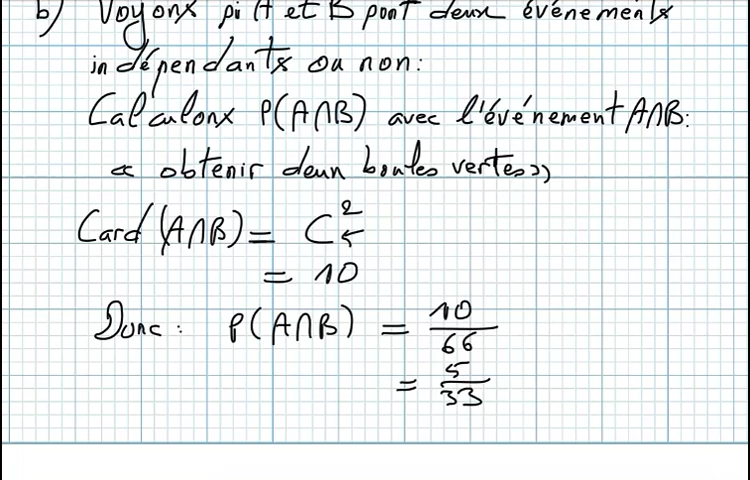 b) Voyons si A et B sont deux événements
indépendants ou non:
Calculons P(A∩B) avec l'événement A∩B:
« obtenir deux boules vertes »
Card(A∩B) = C₅²
= 10
Donc: P(A∩B) = 10/66
= 5/33